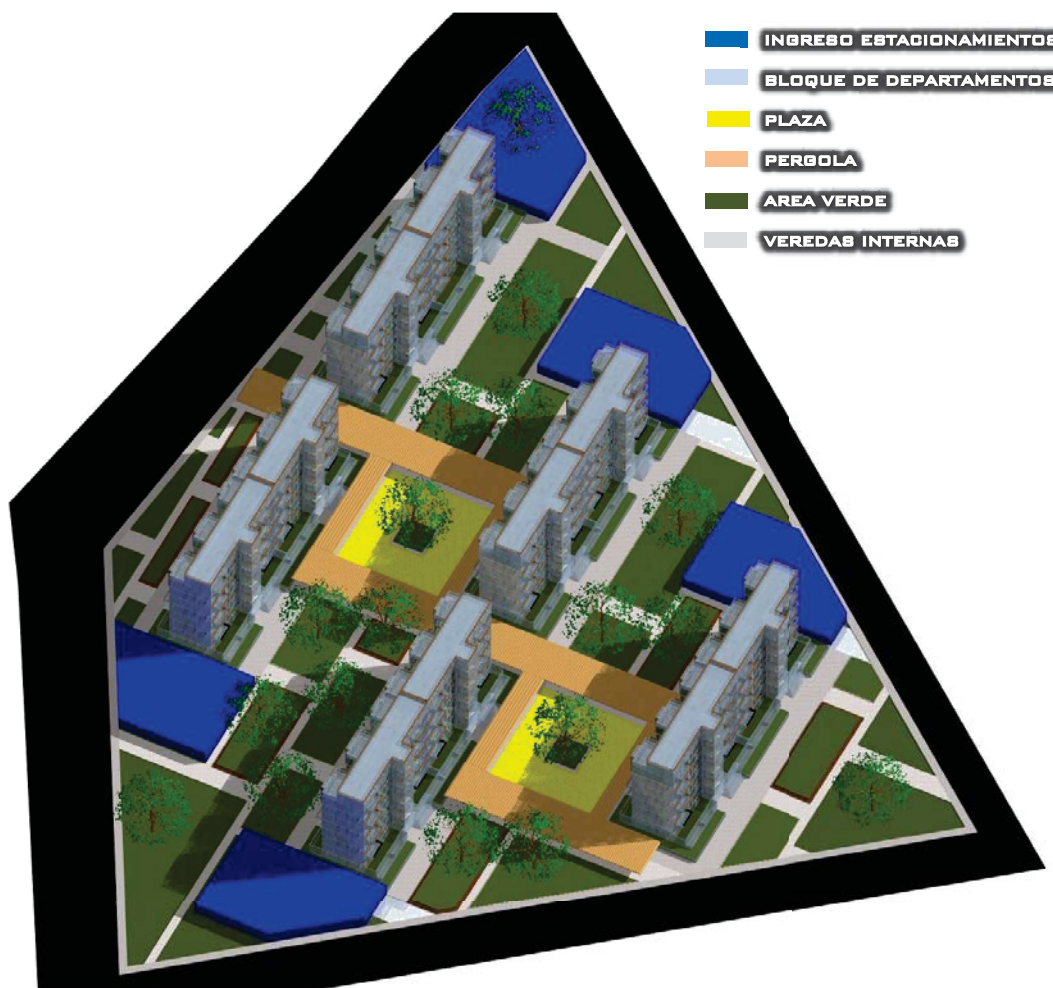 INGRESO ESTACIONAMIENTOS
BLOQUE DE DEPARTAMENTOS
PLAZA
PERGOLA
AREA VERDE
VEREDAS INTERNAS